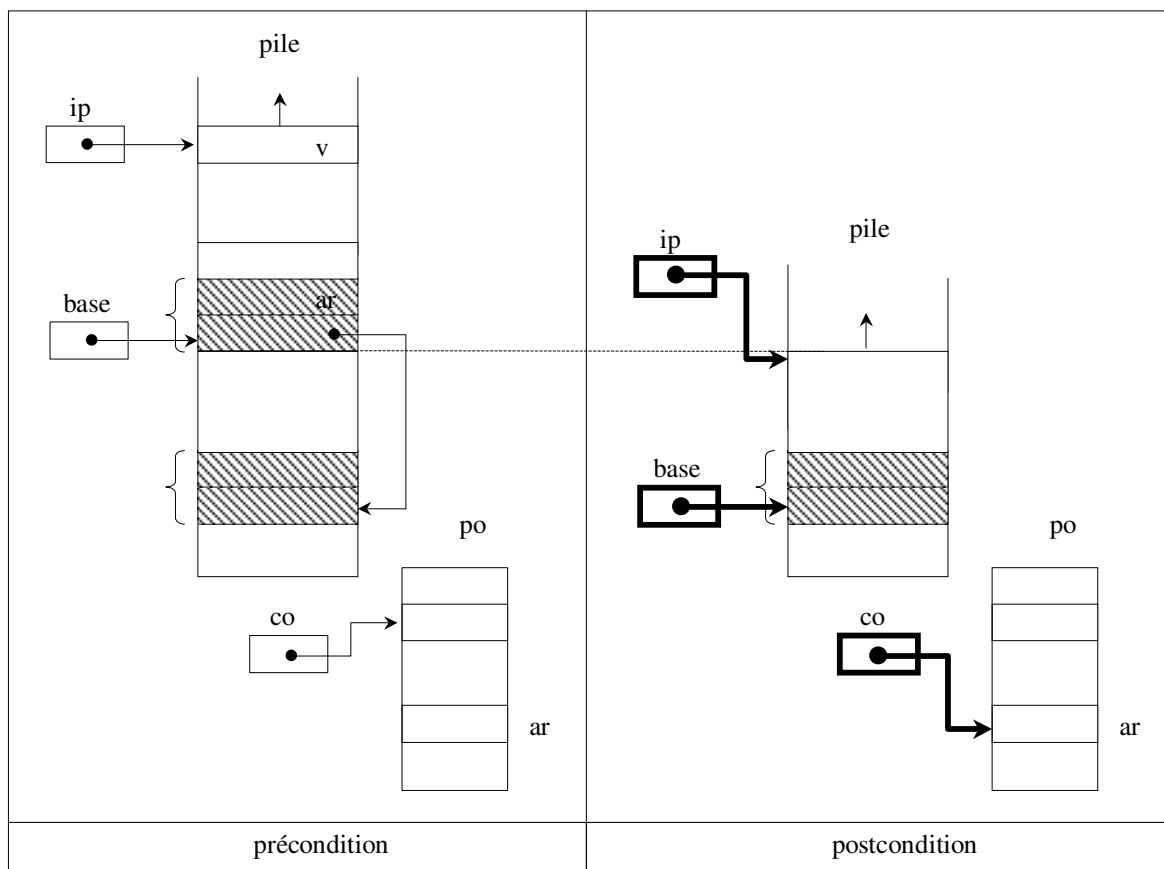 pile
ip
v
base
ar
po
co
ar
précondition
pile
ip
base
po
co
ar
postcondition